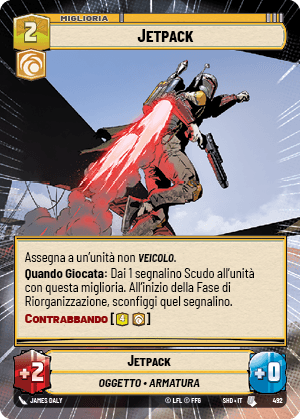 MIGLIORIA
2
JETPACK
Assegna a un'unità non VEICOLO.
Quando Giocata: Dai 1 segnalino Scudo all'unità
con questa miglioria. All'inizio della Fase di
Riorganizzazione, sconfiggi quel segnalino.
CONTRABBANDO [4]
JETPACK
+2
+0
OGGETTO • ARMATURA
JAMES DALY
© LFL © FFG
SHD • IT
492